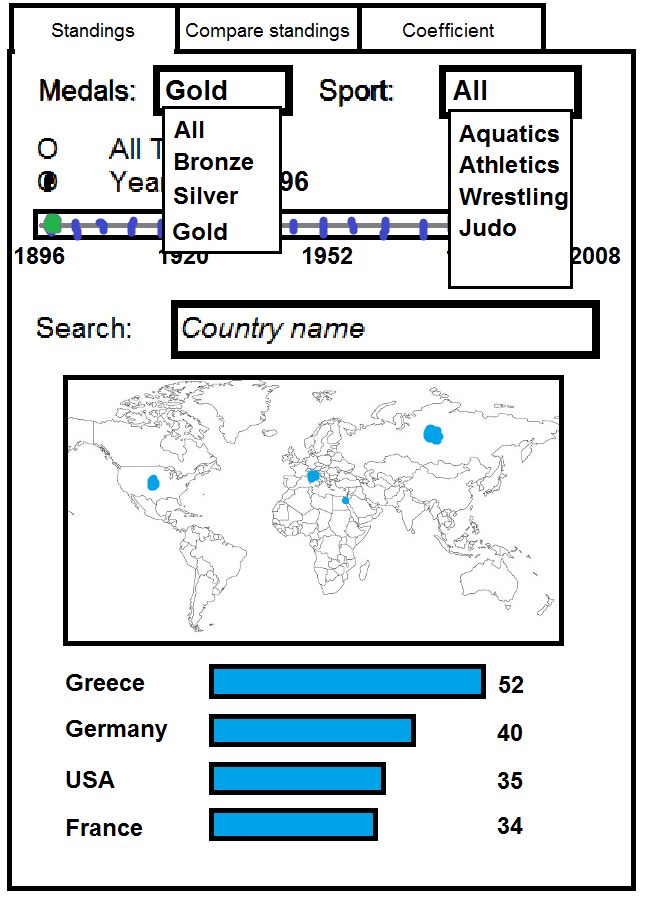 Standings Compare standings Coefficient
Medals: Gold Sport: All
All
Bronze
Silver
Gold
Aquatics
Athletics
Wrestling
Judo
O All T
Yea 96
1896 1920 1952 2008
Search: Country name
Greece 52
Germany 40
USA 35
France 34